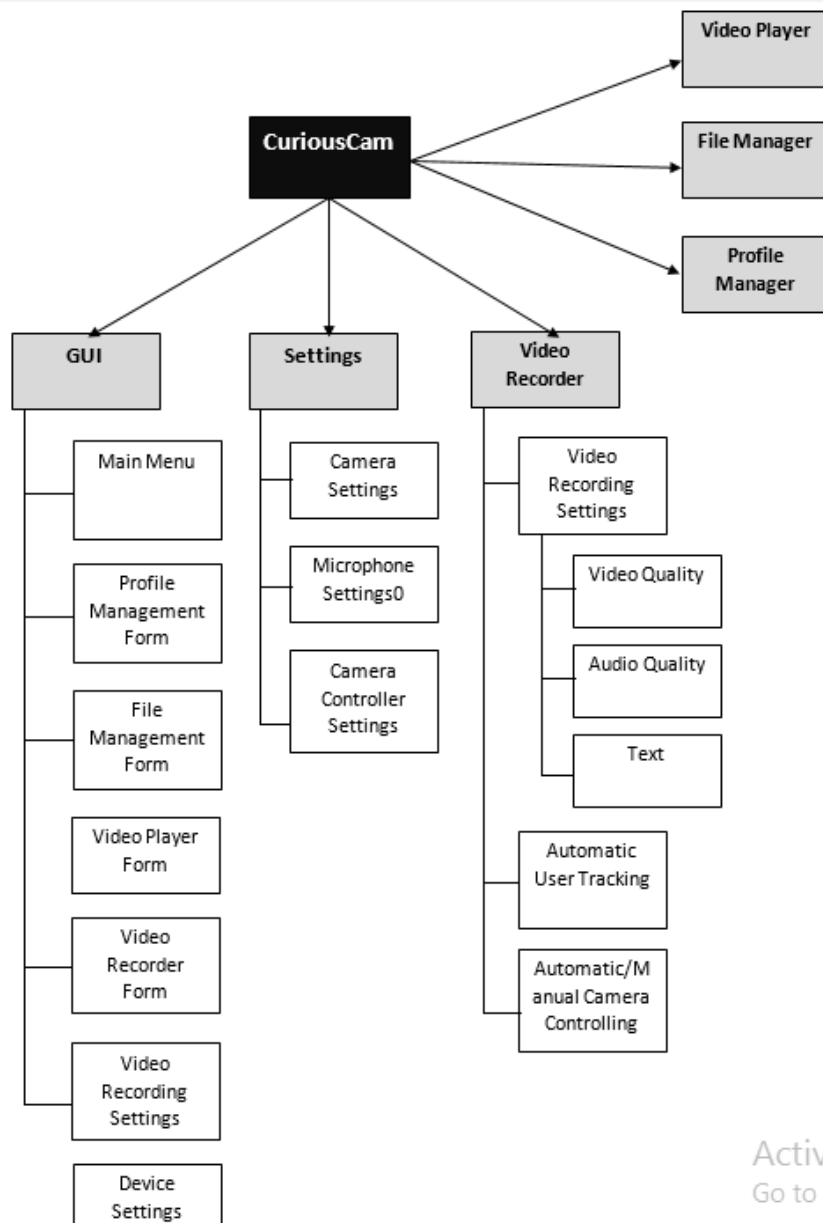 Video Player
CuriousCam
File Manager
Profile
Manager
GUI
Settings
Video
Recorder
Main Menu
Profile
Management
Form
File
Management
Form
Video Player
Form
Video
Recorder
Form
Video
Recording
Settings
Device
Settings
Camera
Settings
Microphone
Settings0
Camera
Controller
Settings
Video
Recording
Settings
Video Quality
Audio Quality
Text
Automatic
User Tracking
Automatic/M
anual Camera
Controlling
Activ
Go to